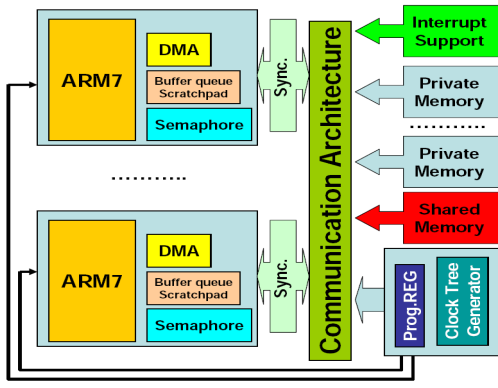 ARM7
DMA
Buffer queue
Scratchpad
Semaphore
Sync.
ARM7
DMA
Buffer queue
Scratchpad
Semaphore
Sync.
Communication Architecture
Interrupt
Support
Private
Memory
Private
Memory
Shared
Memory
Prog.REG
Clock Tree
Generator